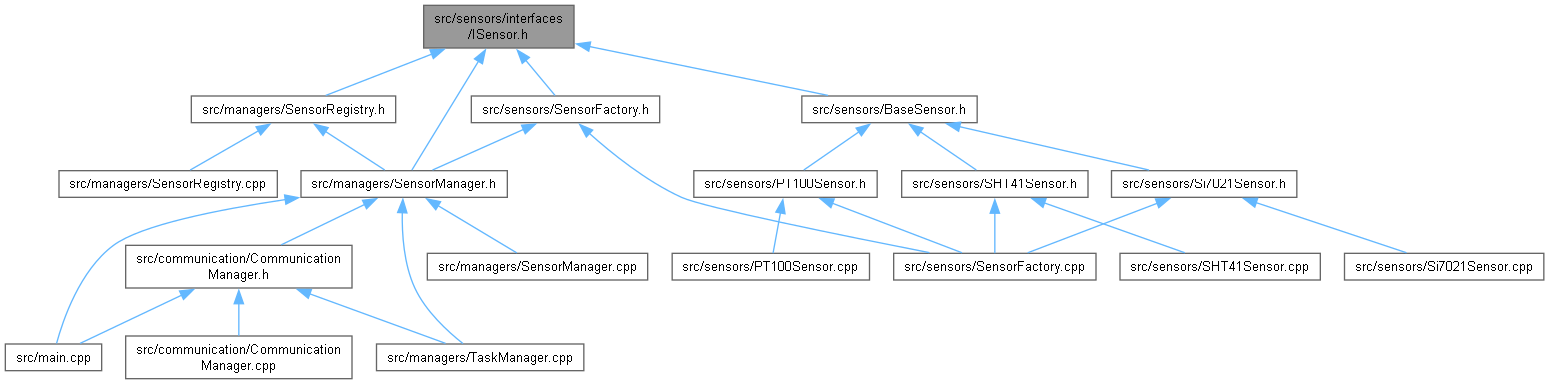 src/sensors/interfaces
/ISensor.h
src/managers/SensorRegistry.h
src/sensors/SensorFactory.h
src/sensors/BaseSensor.h
src/managers/SensorRegistry.cpp
src/managers/SensorManager.h
src/sensors/PT100Sensor.h
src/sensors/SHT41Sensor.h
src/sensors/Si7021Sensor.h
src/communication/Communication
Manager.h
src/managers/SensorManager.cpp
src/sensors/PT100Sensor.cpp
src/sensors/SensorFactory.cpp
src/sensors/SHT41Sensor.cpp
src/sensors/Si7021Sensor.cpp
src/main.cpp
src/communication/Communication
Manager.cpp
src/managers/TaskManager.cpp